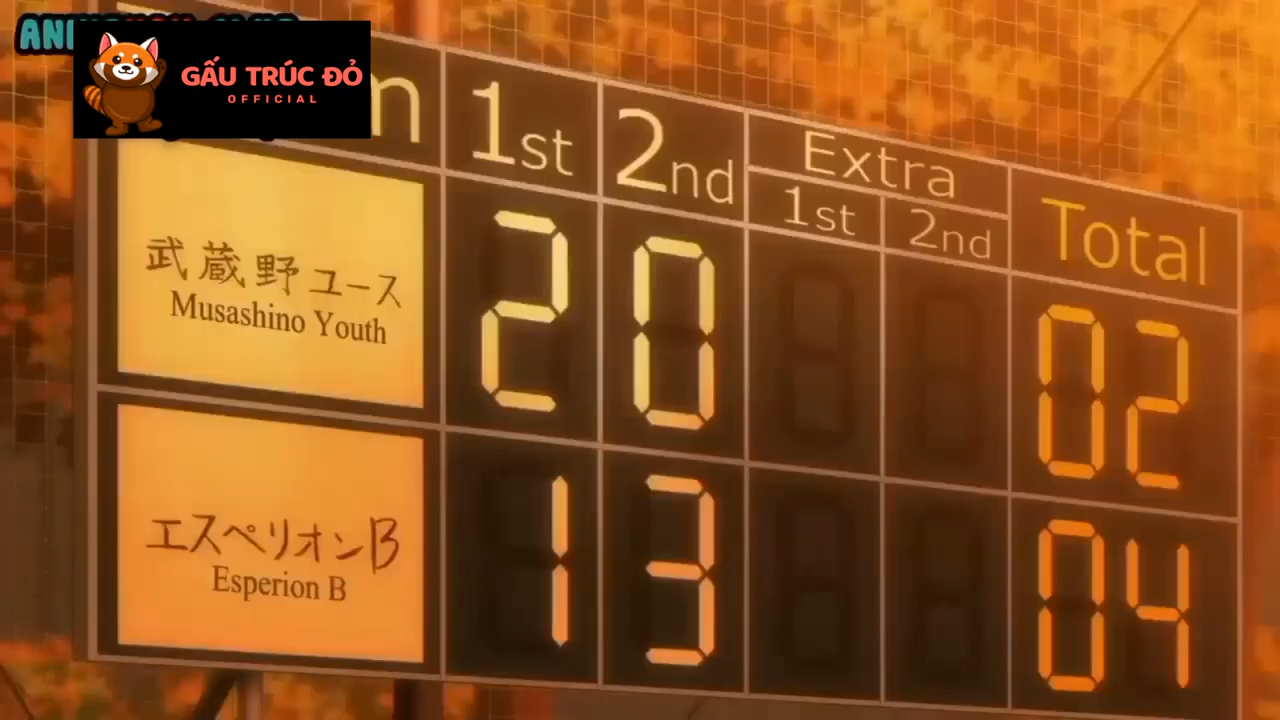 GẤU TRÚC ĐỎ
OFFICIAL
1st 2nd Extra Total
1st 2nd
武蔵野ユース
Musashino Youth
2 0 02
エスペリオンB
Esperion B
1 3 04